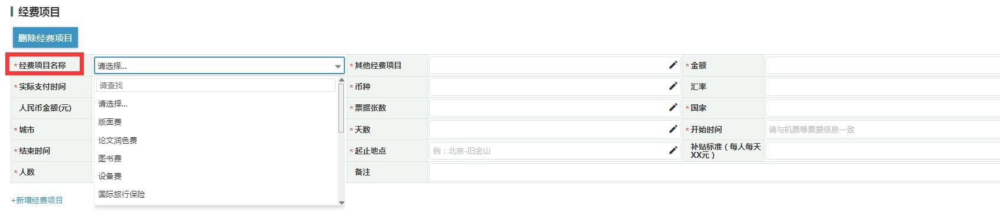 经费项目
删除经费项目
* 经费项目名称 请选择... * 其他经费项目 * 金额
* 实际支付时间 请查找 * 币种 汇率
人民币金额(元) 请选择... * 票据张数 * 国家
* 城市 版面费 * 天数 * 开始时间 请与机票等票据信息一致
论文润色费
* 结束时间 图书费 * 起止地点 例：北京-旧金山 补贴标准（每人每天
XX元）
* 人数 设备费 备注
国际旅行保险
+新增经费项目